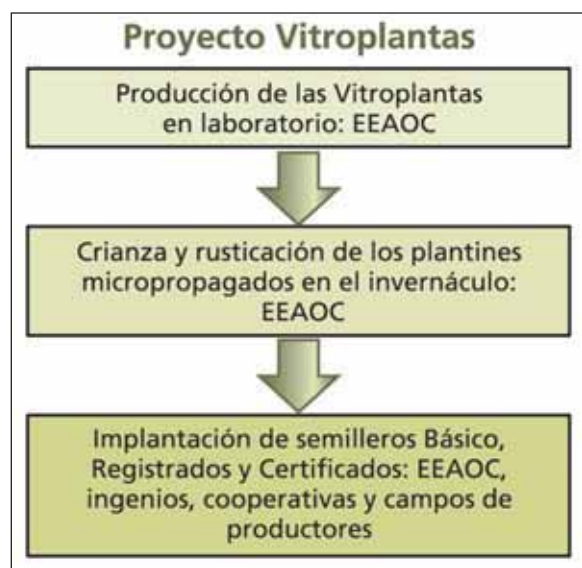 Proyecto Vitroplantas
Producción de las Vitroplantas
en laboratorio: EEAOC
Crianza y rusticación de los plantines
micropropagados en el invernáculo:
EEAOC
Implantación de semilleros Básico,
Registrados y Certificados: EEAOC,
ingenios, cooperativas y campos de
productores